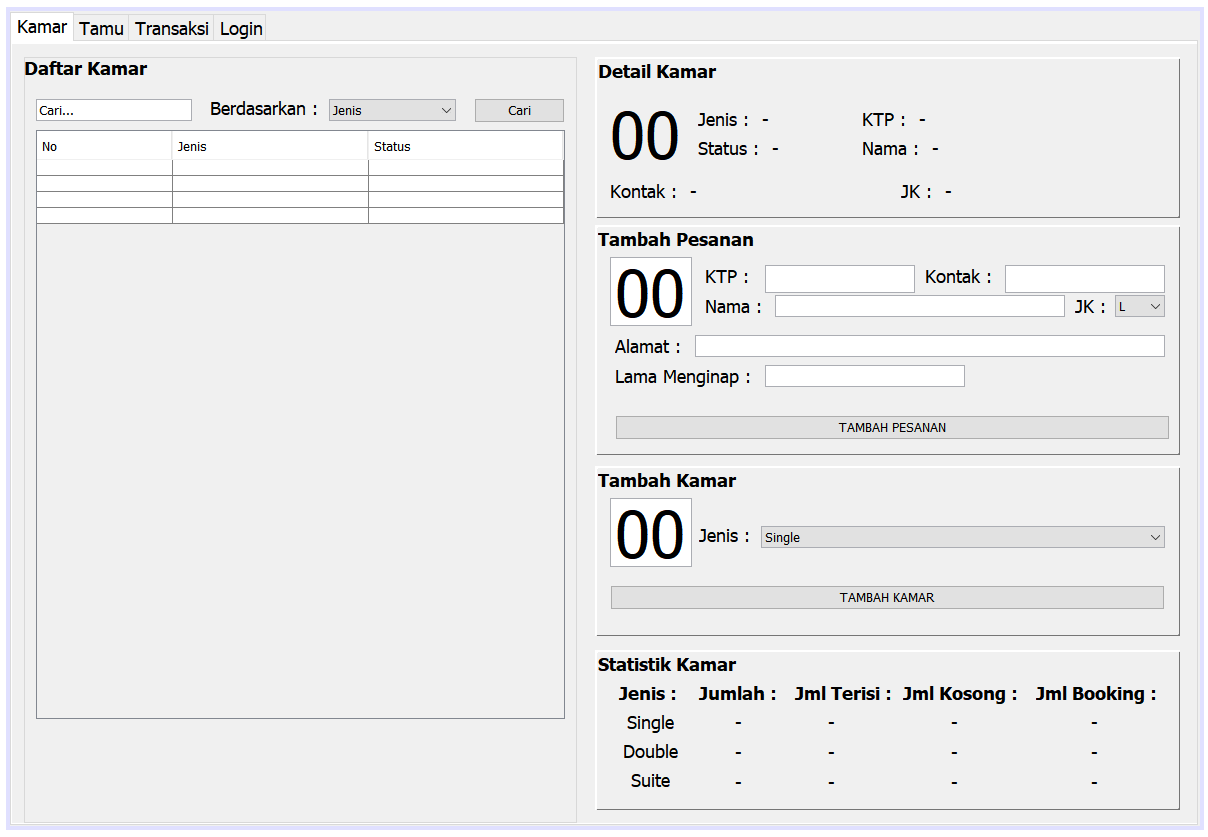 Kamar Tamu Transaksi Login
Daftar Kamar
Cari... Berdasarkan : Jenis Cari
No Jenis Status
Detail Kamar
00 Jenis : - KTP : -
Status : - Nama : -
Kontak : - JK : -
Tambah Pesanan
00 KTP : Kontak :
Nama : JK : L
Alamat :
Lama Menginap :
TAMBAH PESANAN
Tambah Kamar
00 Jenis : Single
TAMBAH KAMAR
Statistik Kamar
Jenis : Jumlah : Jml Terisi : Jml Kosong : Jml Booking :
Single - - - -
Double - - - -
Suite - - - -